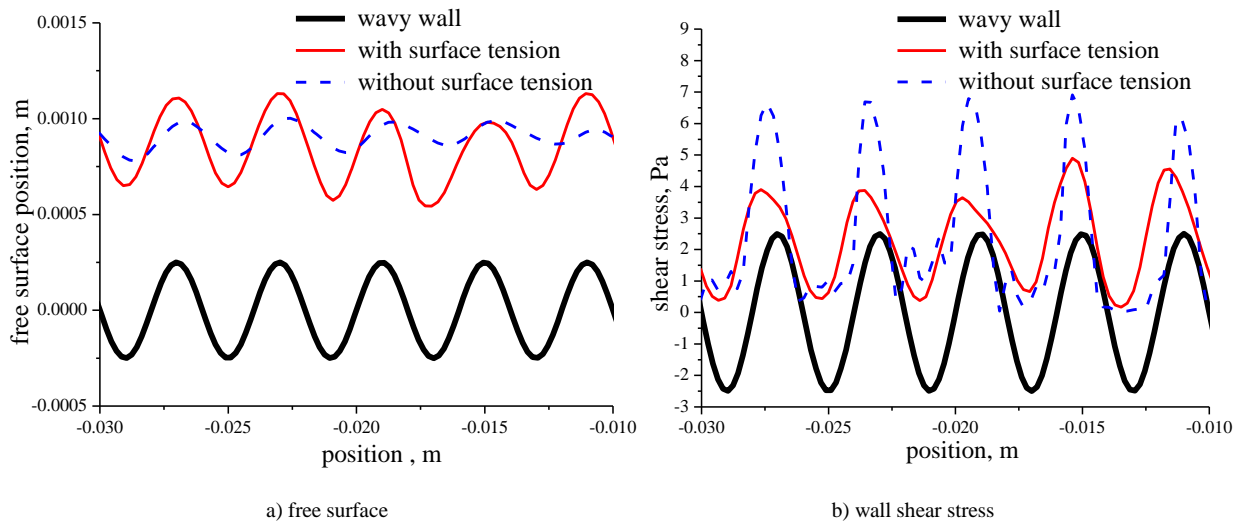 wavy wall
with surface tension
without surface tension
0.0015
0.0010
0.0005
0.0000
-0.0005
free surface position, m
-0.030
-0.025
-0.020
-0.015
-0.010
position , m
a) free surface
wavy wall
with surface tension
without surface tension
9
8
7
6
5
4
3
2
1
0
-1
-2
-3
shear stress, Pa
-0.030
-0.025
-0.020
-0.015
-0.010
position, m
b) wall shear stress